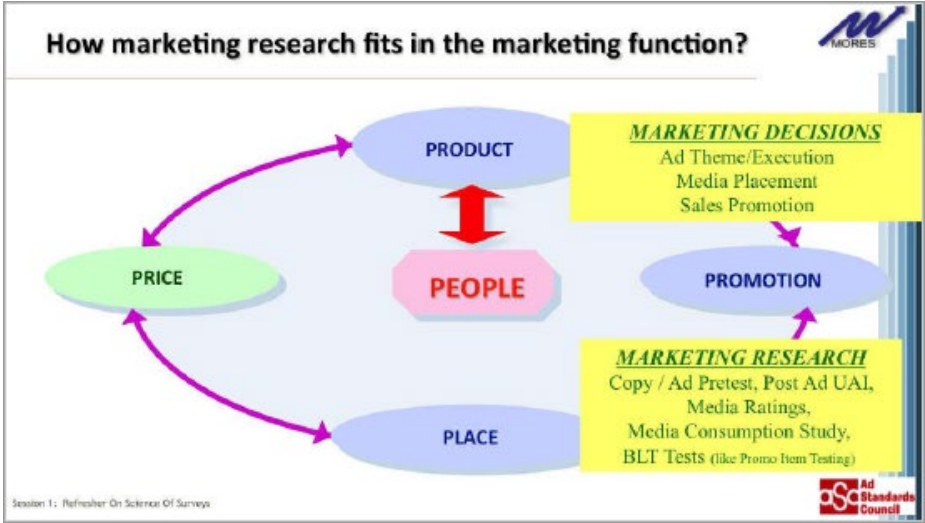 How marketing research fits in the marketing function?
MORES
PRODUCT
MARKETING DECISIONS
Ad Theme/Execution
Media Placement
Sales Promotion
PRICE
PEOPLE
PROMOTION
MARKETING RESEARCH
Copy / Ad Pretest, Post Ad UAI,
Media Ratings,
Media Consumption Study,
BLT Tests (like Promo Item Testing)
PLACE
Session 1: Refresher On Science Of Surveys
asc Ad
Standards
Council